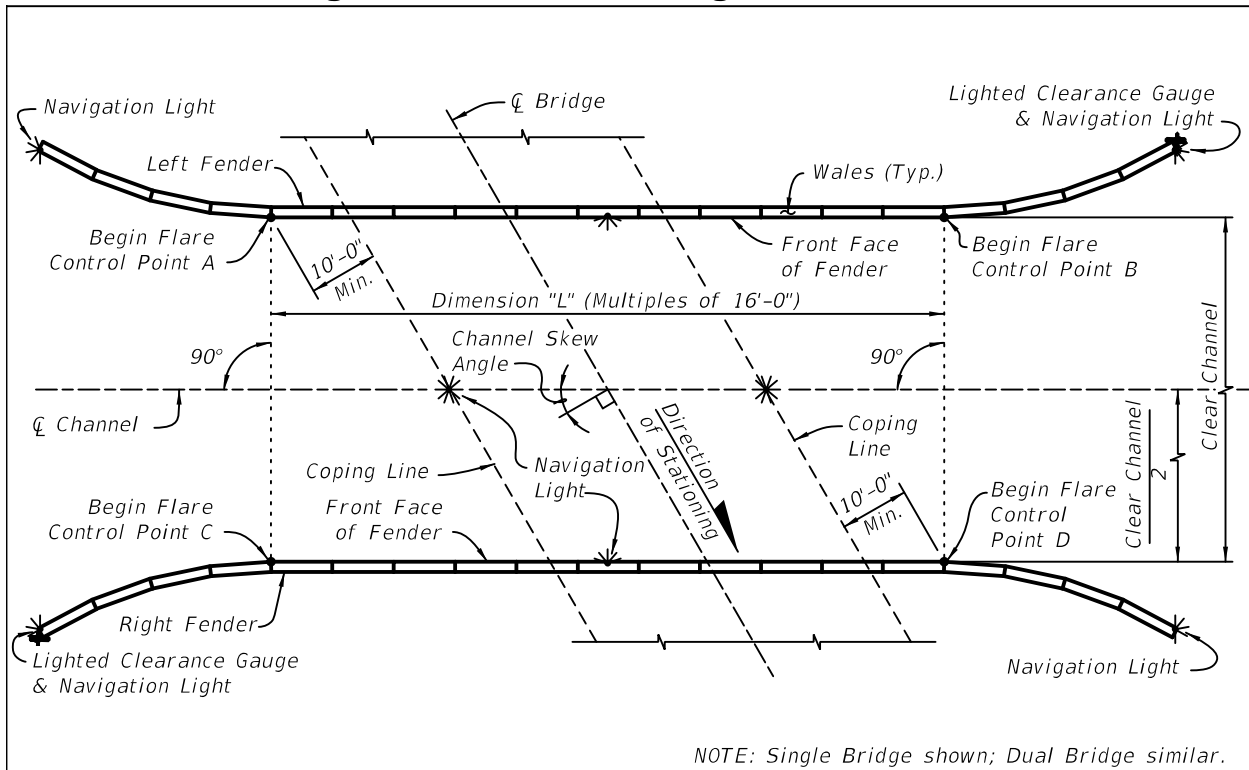 ℄ Bridge
Navigation Light
Lighted Clearance Gauge
& Navigation Light
Left Fender
Wales (Typ.)
Begin Flare
Control Point A
10'-0"
Min.
Front Face
of Fender
Begin Flare
Control Point B
Dimension "L" (Multiples of 16'-0")
Channel Skew
Angle
90°
90°
Clear Channel
℄ Channel
Direction
of Stationing
Coping
Line
Clear Channel
2
Coping Line
Navigation
Light
10'-0"
Min.
Begin Flare
Control Point C
Front Face
of Fender
Begin Flare
Control
Point D
Right Fender
Lighted Clearance Gauge
& Navigation Light
Navigation Light
NOTE: Single Bridge shown; Dual Bridge similar.